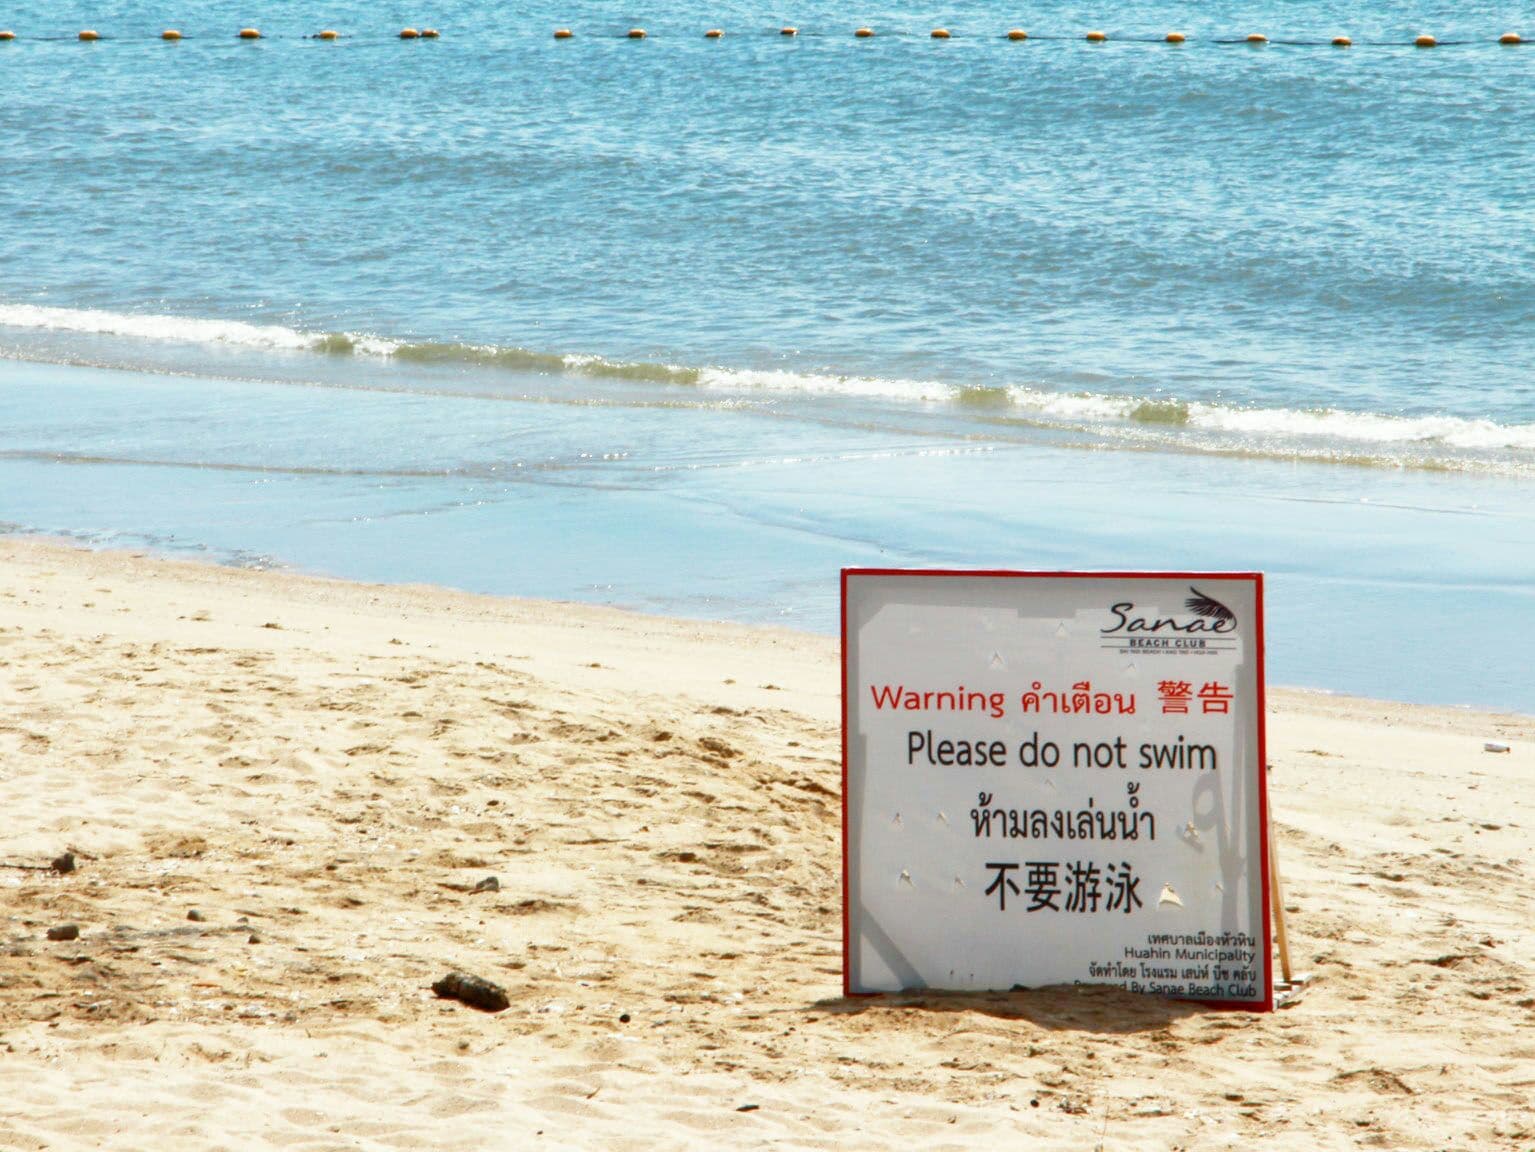 Sanae
BEACH CLUB
Warning คำเตือน 警告
Please do not swim
ห้ามลงเล่นน้ำ
不要游泳
เทศบาลเมืองหัวหิน
Huahin Municipality
จัดทำโดย โรงแรม เสน่ห์ บีช คลับ
By Sanae Beach Club